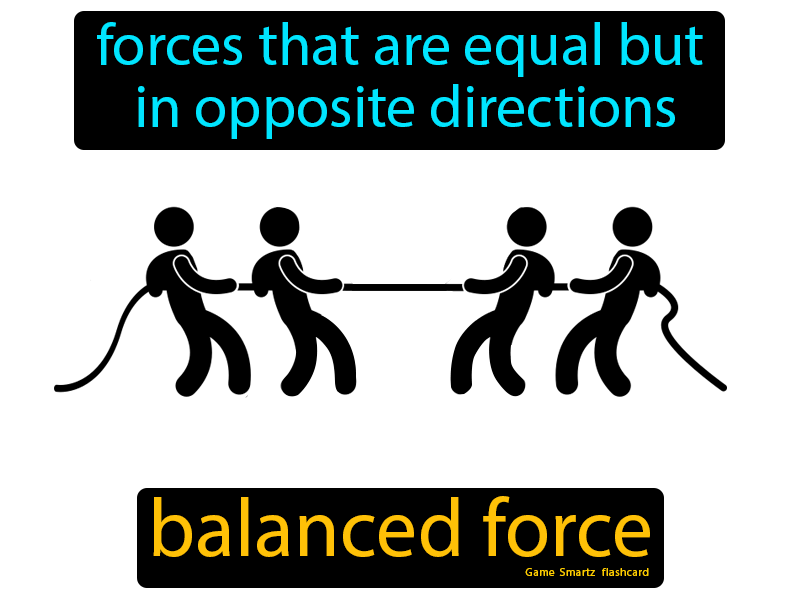 forces that are equal but
in opposite directions
balanced force
Game Smartz flashcard